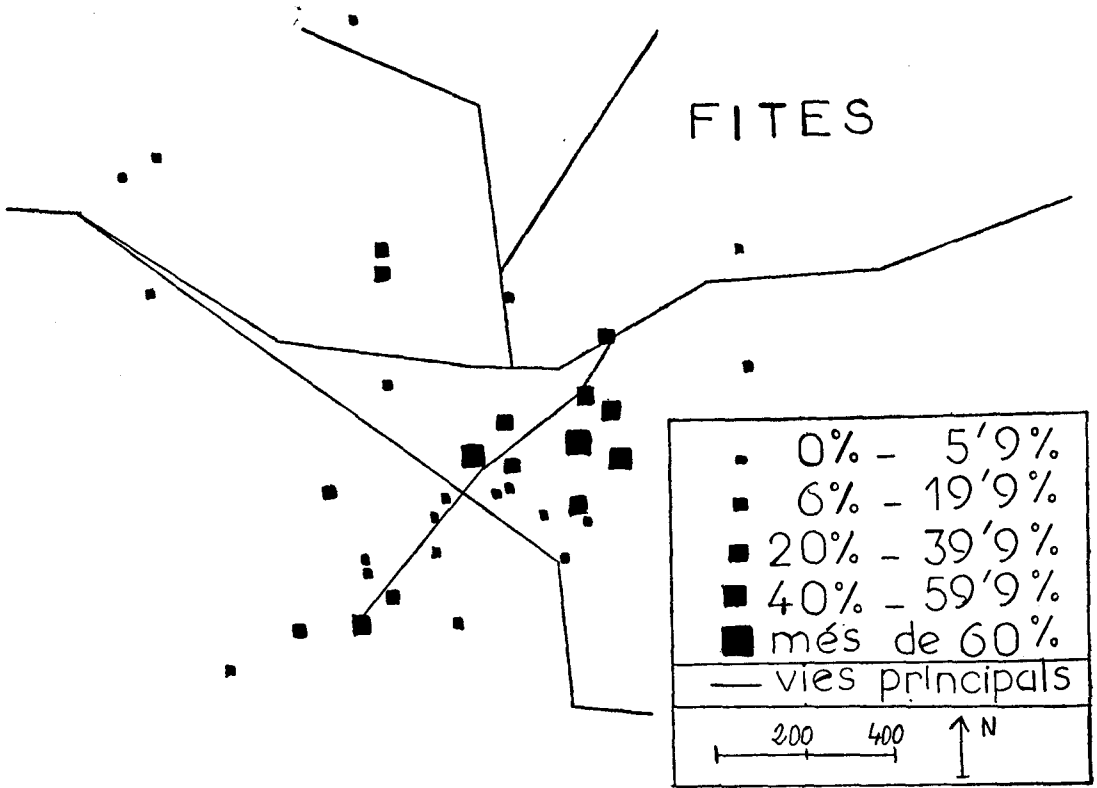 FITES
0% - 5'9%
6% - 19'9%
20% - 39'9%
40% - 59'9%
més de 60%
vies principals
200 400 N